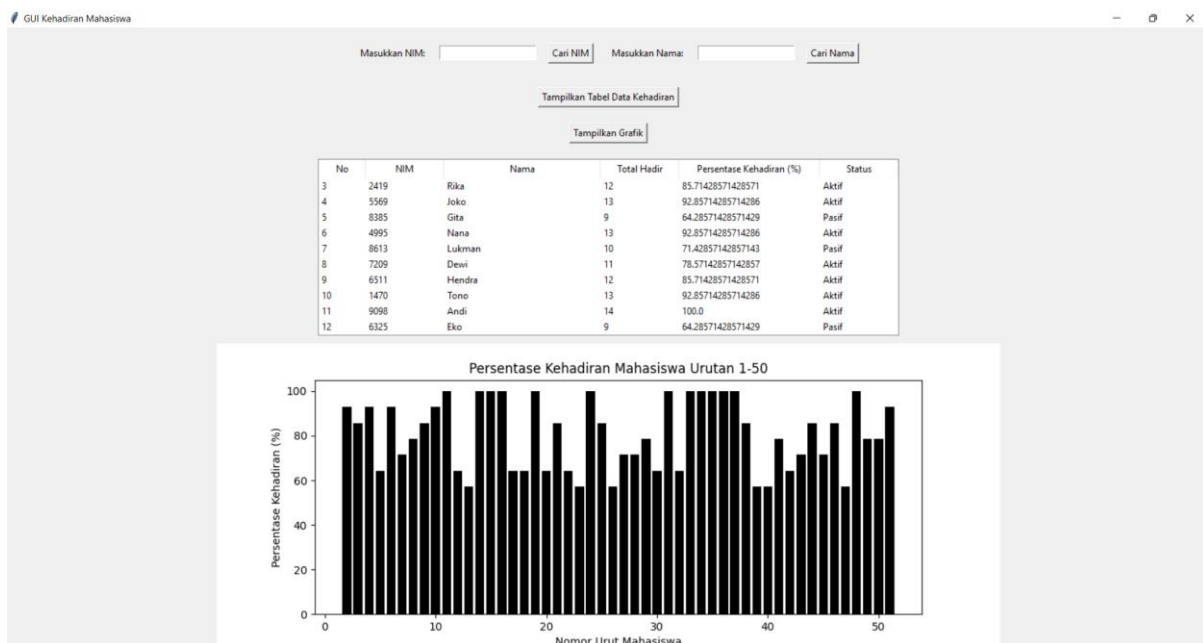 GUI Kehadiran Mahasiswa
Masukkan NIM: Cari NIM Masukkan Nama: Cari Nama
Tampilkan Tabel Data Kehadiran
Tampilkan Grafik
No NIM Nama Total Hadir Persentase Kehadiran (%) Status
3 2419 Rika 12 85.71428571428571 Aktif
4 5569 Joko 13 92.85714285714286 Aktif
5 8385 Gita 9 64.28571428571429 Pasif
6 4995 Nana 13 92.85714285714286 Aktif
7 8613 Lukman 10 71.42857142857143 Pasif
8 7209 Dewi 11 78.57142857142857 Aktif
9 6511 Hendra 12 85.71428571428571 Aktif
10 1470 Tono 13 92.85714285714286 Aktif
11 9098 Andi 14 100.0 Aktif
12 6325 Eko 9 64.28571428571429 Pasif
Persentase Kehadiran Mahasiswa Urutan 1-50
Persentase Kehadiran (%)
100
80
60
40
20
0
0 10 20 30 40 50
Nomor Urut Mahasiswa